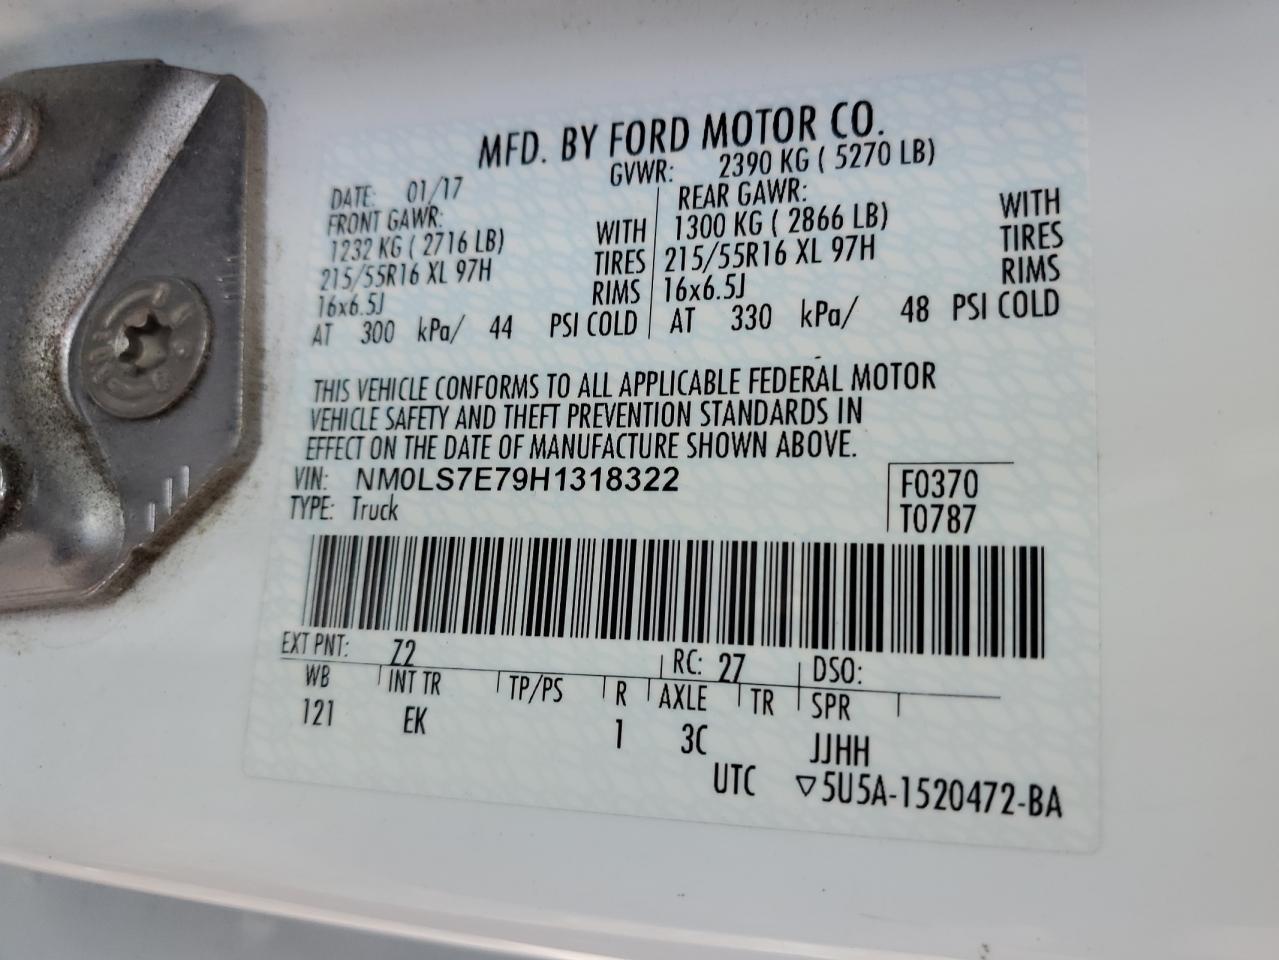 MFD. BY FORD MOTOR CO.
DATE: 01/17 GVWR: 2390 KG ( 5270 LB)
FRONT GAWR: REAR GAWR:
1232 KG ( 2716 LB) WITH 1300 KG ( 2866 LB) WITH
215/55R16 XL 97H TIRES 215/55R16 XL 97H TIRES
16x6.5J RIMS 16x6.5J RIMS
AT 300 kPa/ 44 PSI COLD AT 330 kPa/ 48 PSI COLD
THIS VEHICLE CONFORMS TO ALL APPLICABLE FEDERAL MOTOR
VEHICLE SAFETY AND THEFT PREVENTION STANDARDS IN
EFFECT ON THE DATE OF MANUFACTURE SHOWN ABOVE.
VIN: NM0LS7E79H1318322 F0370
TYPE: Truck T0787
EXT PNT: Z2 RC: 27 DSO:
WB INT TR TP/PS R AXLE TR SPR
121 EK 1 3C JJHH
UTC ▽5U5A-1520472-BA